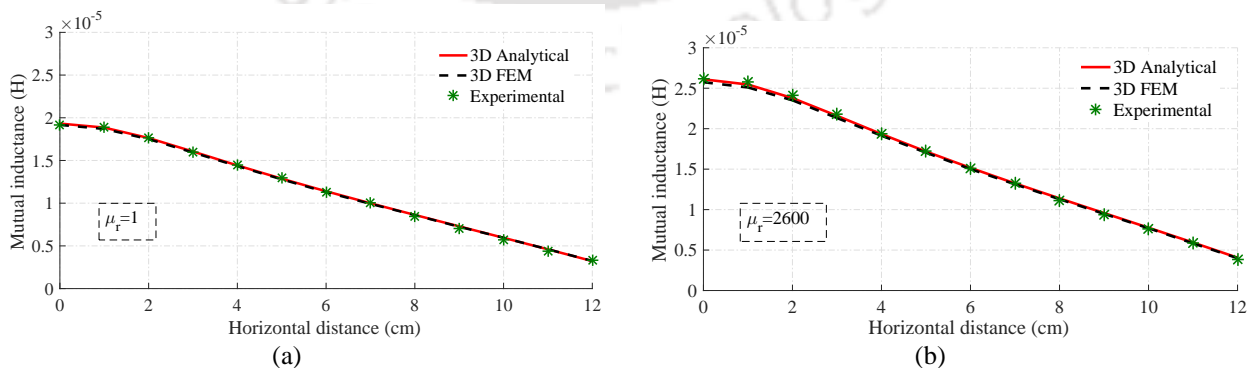 ×10⁻⁵
3
2.5
2
1.5
1
0.5
0
Mutual inductance (H)
3D Analytical
3D FEM
Experimental
μr=1
0 2 4 6 8 10 12
Horizontal distance (cm)
(a)
×10⁻⁵
3
2.5
2
1.5
1
0.5
0
Mutual inductance (H)
3D Analytical
3D FEM
Experimental
μr=2600
0 2 4 6 8 10 12
Horizontal distance (cm)
(b)